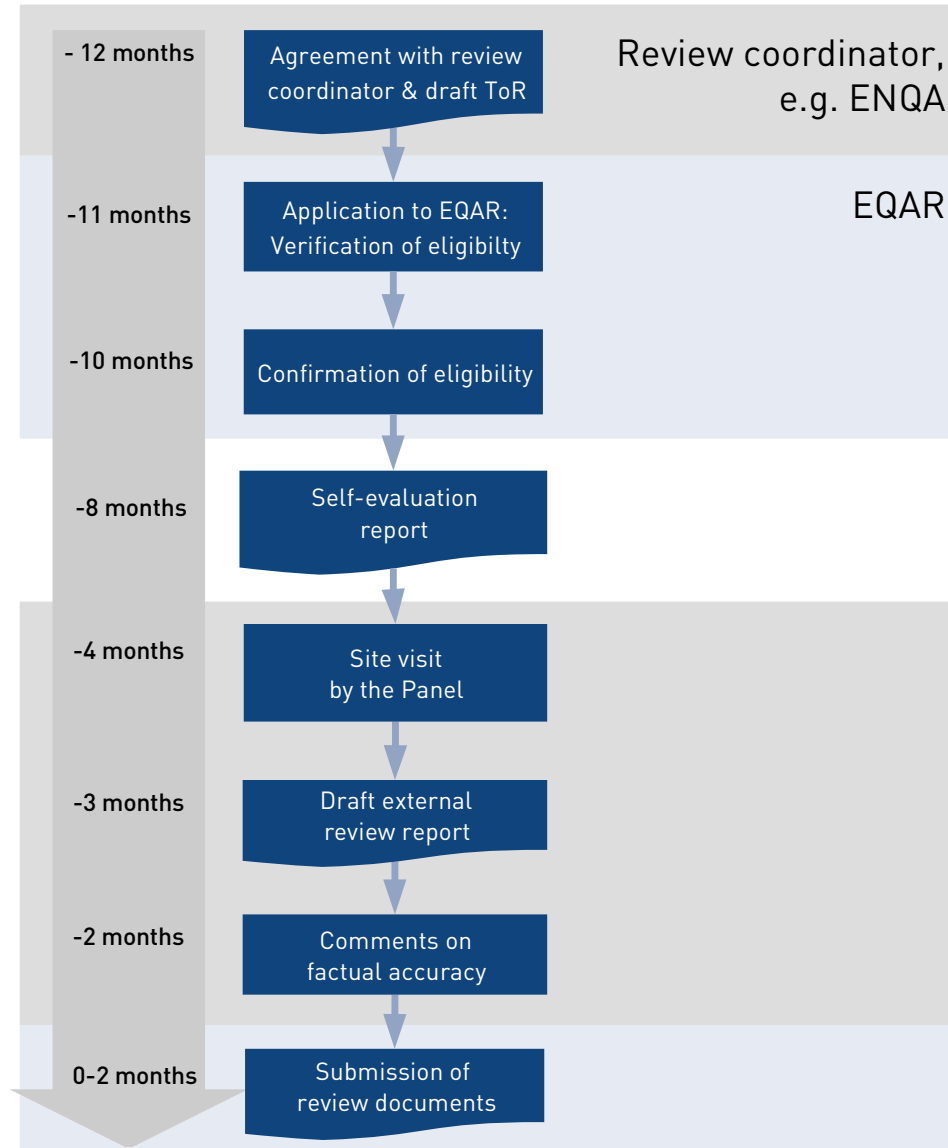 - 12 months
Agreement with review
coordinator & draft ToR
Review coordinator,
e.g. ENQA
-11 months
Application to EQAR:
Verification of eligibilty
EQAR
-10 months
Confirmation of eligibility
-8 months
Self-evaluation
report
-4 months
Site visit
by the Panel
-3 months
Draft external
review report
-2 months
Comments on
factual accuracy
0-2 months
Submission of
review documents